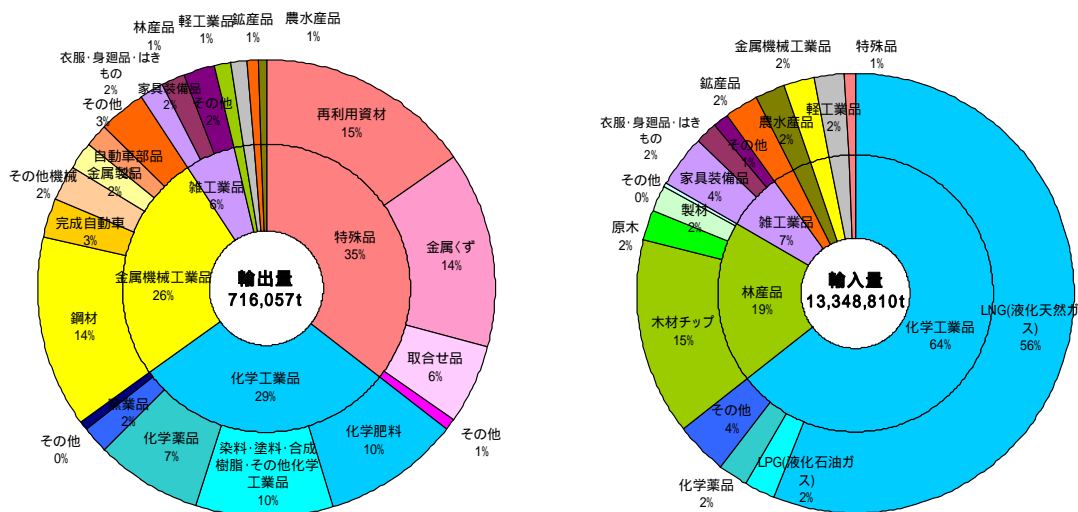 林産品
1%
軽工業品
1%
鉱産品
1%
農水産品
1%
衣服・身廻品・はき
もの
2%
家具装備品
2%
その他
2%
その他
3%
自動車部品
金属製品
2%
その他機械
2%
完成自動車
3%
鋼材
14%
その他
0%
窯業品
2%
化学薬品
7%
染料・塗料・合成
樹脂・その他化学
工業品
10%
化学肥料
10%
その他
1%
取合せ品
6%
金属くず
14%
再利用資材
15%
雑工業品
6%
特殊品
35%
金属機械工業品
26%
化学工業品
29%
輸出量
716,057t
金属機械工業品
2%
特殊品
1%
鉱産品
2%
農水産品
2%
軽工業品
2%
衣服・身廻品・はき
もの
2%
その他
1%
家具装備品
4%
その他
0%
製材
2%
原木
2%
木材チップ
15%
その他
4%
化学薬品
2%
LPG(液化石油ガ
ス)
2%
LNG(液化天然ガ
ス)
56%
雑工業品
7%
林産品
19%
化学工業品
64%
輸入量
13,348,810t